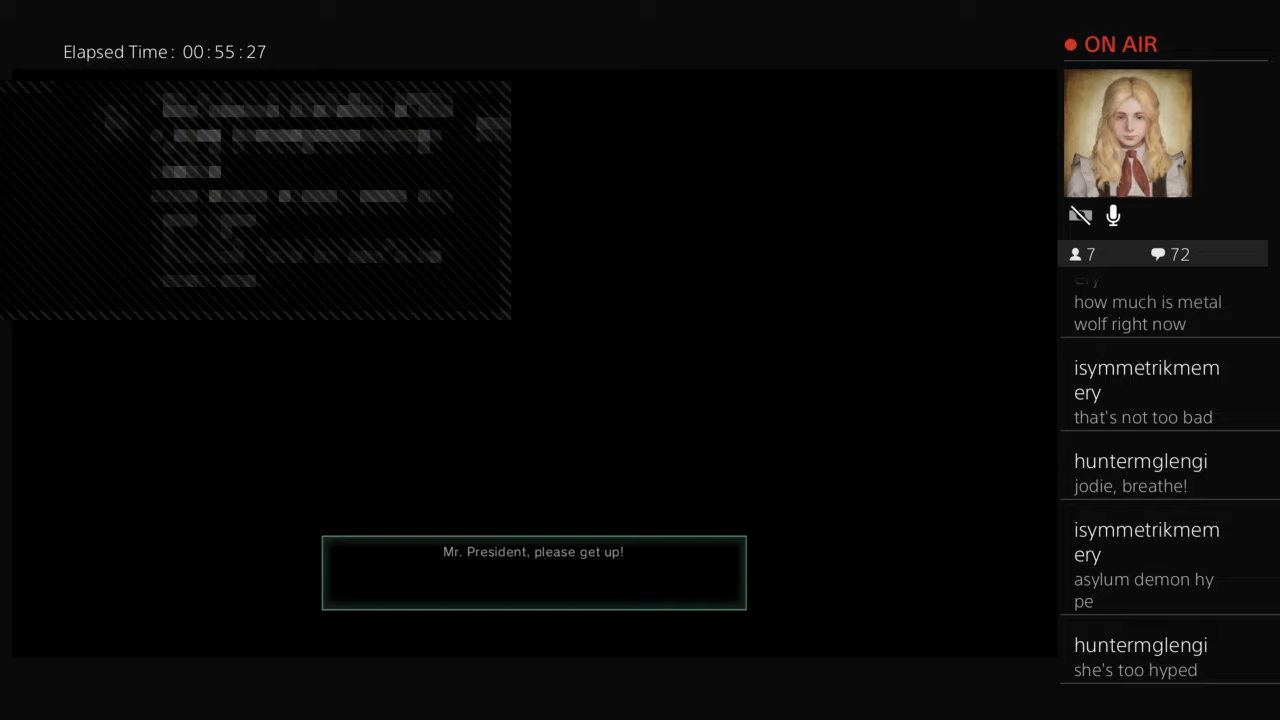 Elapsed Time: 00:55:27
ON AIR
7 72
how much is metal
wolf right now
isymmetrikmem
ery
that's not too bad
huntermglengi
jodie, breathe!
isymmetrikmem
ery
asylum demon hy
pe
huntermglengi
she's too hyped
Mr. President, please get up!